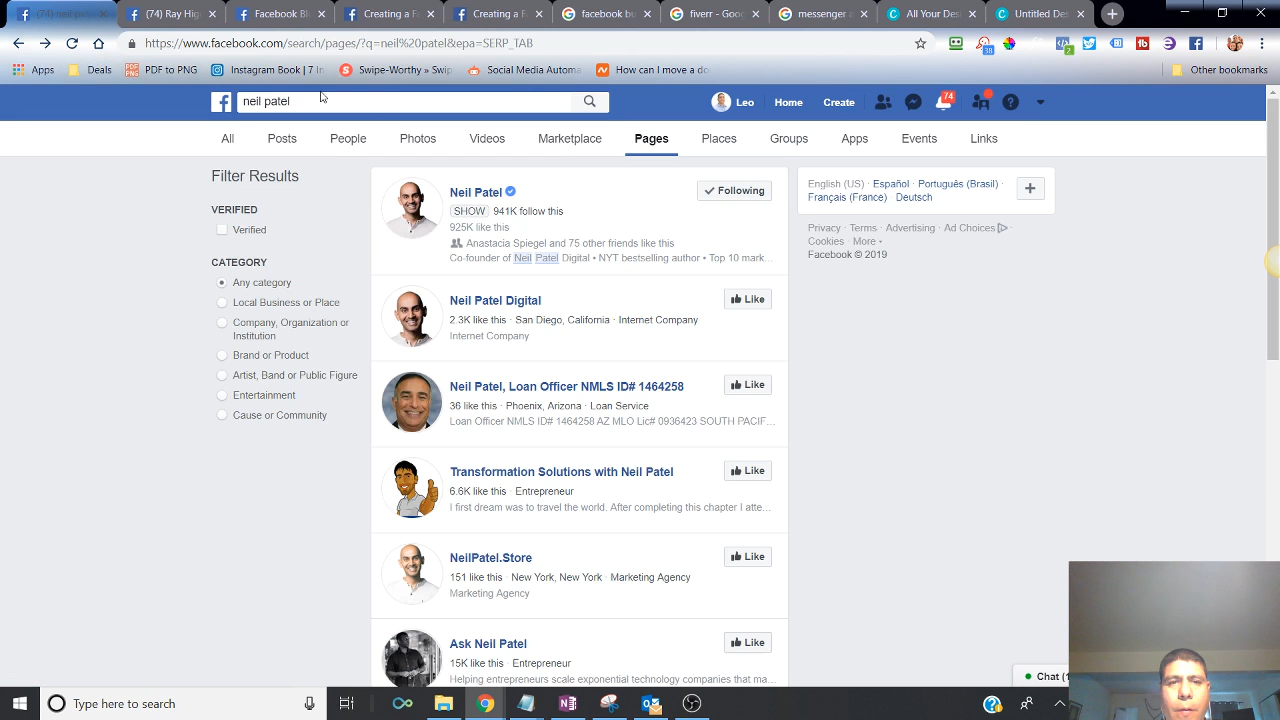 (74) neil pa
(74) Ray Hig
Facebook Bl
Creating a F
Creating a F
facebook bu
fiverr - Goo
messenger a
All Your Des
Untitled Des
https://www.facebook.com/search/pages/?q=neil%20patel&epa=SERP_TAB
38
2
Apps
Deals
PDF to PNG
Instagram Book | 7 In
Swipe-Worthy » Swip
Social Media Automa
How can I move a do
Other bookmarks
neil patel
Leo
Home
Create
74
All
Posts
People
Photos
Videos
Marketplace
Pages
Places
Groups
Apps
Events
Links
Filter Results
VERIFIED
Verified
CATEGORY
Any category
Local Business or Place
Company, Organization or
Institution
Brand or Product
Artist, Band or Public Figure
Entertainment
Cause or Community
Neil Patel
Following
SHOW 941K follow this
925K like this
Anastacia Spiegel and 75 other friends like this
Co-founder of Neil Patel Digital • NYT bestselling author • Top 10 mark...
Neil Patel Digital
Like
2.3K like this · San Diego, California · Internet Company
Internet Company
Neil Patel, Loan Officer NMLS ID# 1464258
Like
36 like this · Phoenix, Arizona · Loan Service
Loan Officer NMLS ID# 1464258 AZ MLO Lic# 0936423 SOUTH PACIF...
Transformation Solutions with Neil Patel
Like
6.6K like this · Entrepreneur
I first dream was to travel the world. After completing this chapter I atte...
NeilPatel.Store
Like
151 like this · New York, New York · Marketing Agency
Marketing Agency
Ask Neil Patel
Like
15K like this · Entrepreneur
Helping entrepreneurs scale exponential technology companies that ma...
English (US) · Español · Português (Brasil) ·
Français (France) · Deutsch
Privacy · Terms · Advertising · Ad Choices ·
Cookies · More
Facebook © 2019
Chat (1
Type here to search